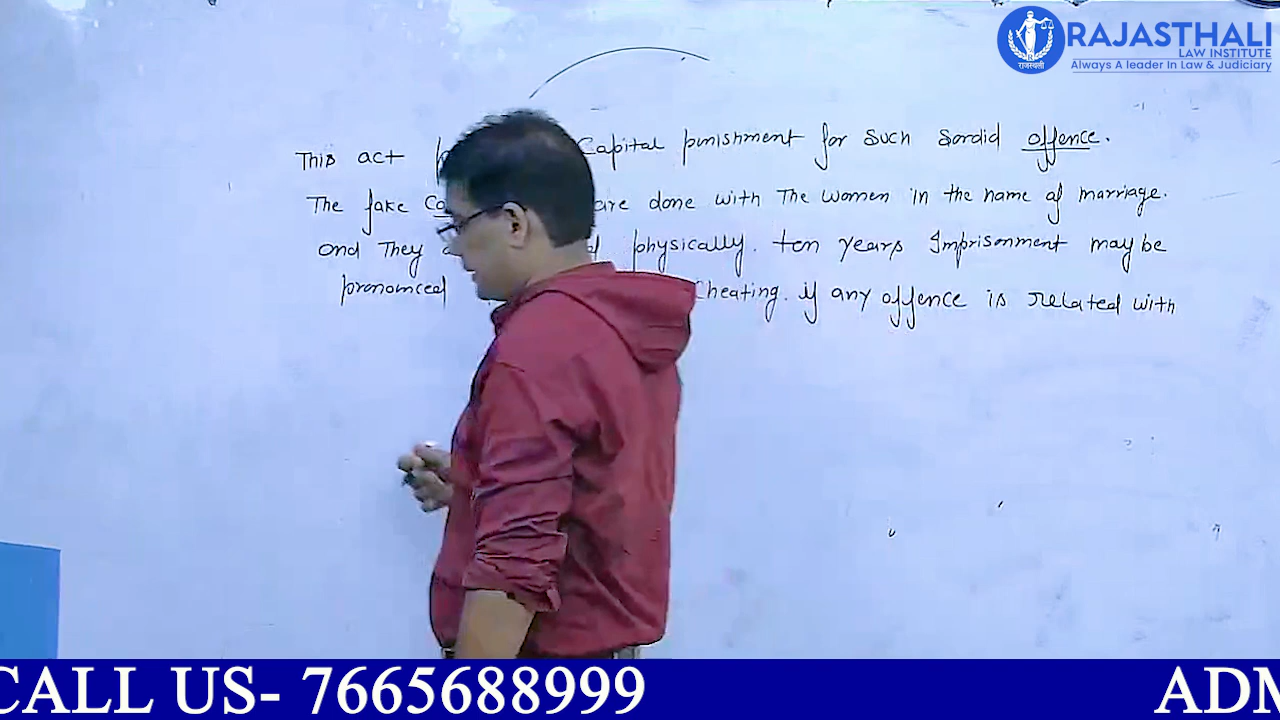 RAJASTHALI
LAW INSTITUTE
Always A leader In Law & Judiciary
राजस्थली
This act Capital punishment for such sordid offence.
The fake are done with The women in the name of marriage.
and They physically. ten years Imprisonment may be
pronounced cheating. if any offence is related with
CALL US- 7665688999
ADM